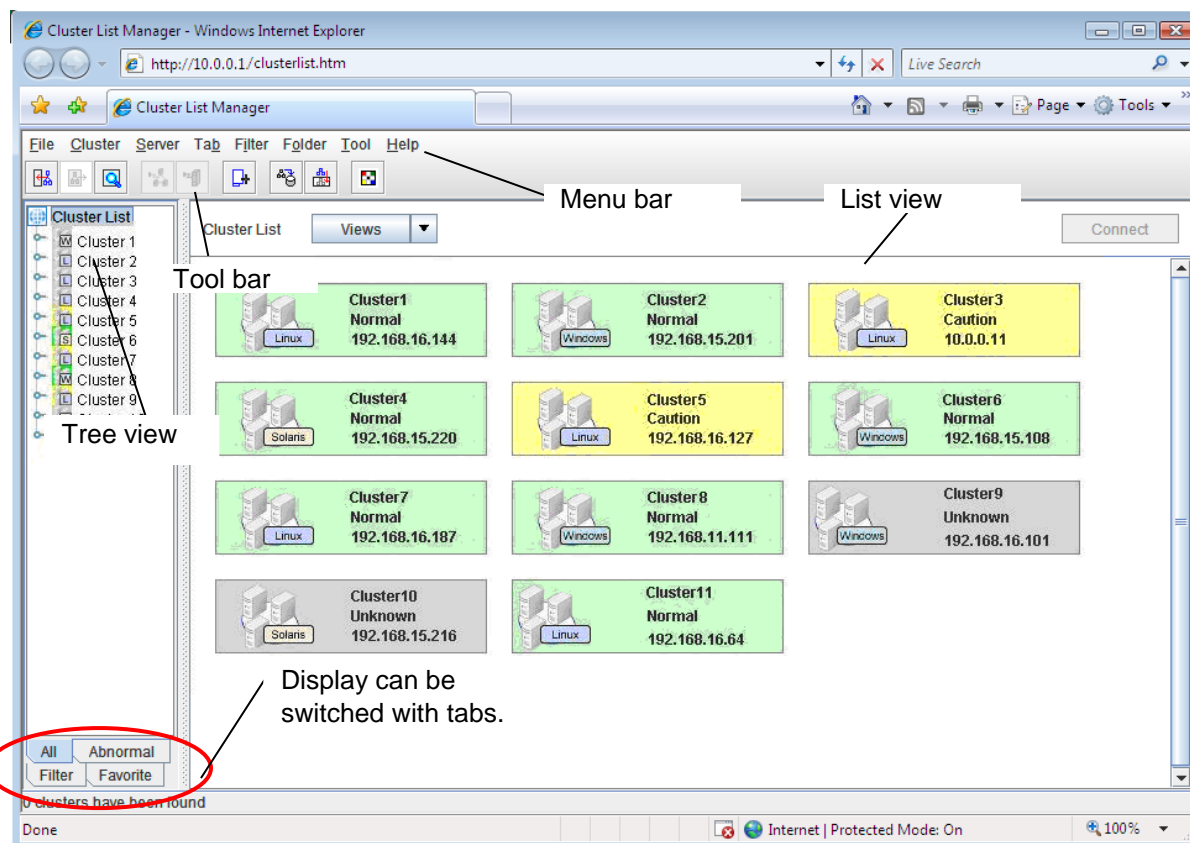 Cluster List Manager - Windows Internet Explorer
http://10.0.0.1/clusterlist.htm
Live Search
Cluster List Manager
Page
Tools
File Cluster Server Tab Filter Folder Tool Help
Menu bar
List view
Cluster List
Cluster 1
Cluster 2
Cluster 3
Cluster 4
Cluster 5
Cluster 6
Cluster 7
Cluster 8
Cluster 9
Tree view
Tool bar
Cluster List
Views
Connect
Linux
Cluster1
Normal
192.168.16.144
Windows
Cluster2
Normal
192.168.15.201
Linux
Cluster3
Caution
10.0.0.11
Solaris
Cluster4
Normal
192.168.15.220
Linux
Cluster5
Caution
192.168.16.127
Windows
Cluster6
Normal
192.168.15.108
Linux
Cluster7
Normal
192.168.16.187
Windows
Cluster8
Normal
192.168.11.111
Windows
Cluster9
Unknown
192.168.16.101
Solaris
Cluster10
Unknown
192.168.15.216
Linux
Cluster11
Normal
192.168.16.64
Display can be
switched with tabs.
All Abnormal
Filter Favorite
0 clusters have been found
Done
Internet | Protected Mode: On
100%